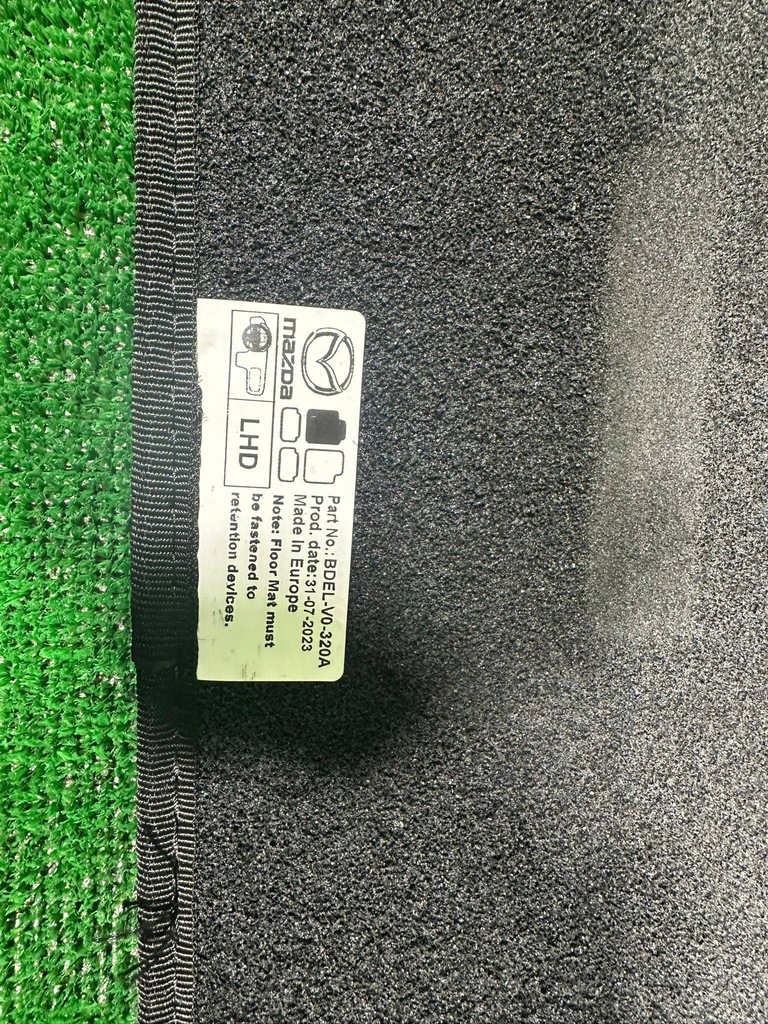 mazda
LHD
Part No.:BDEL-V0-320A
Prod. date:31-07-2023
Made In Europe
Note: Floor Mat must
be fastened to
retention devices.